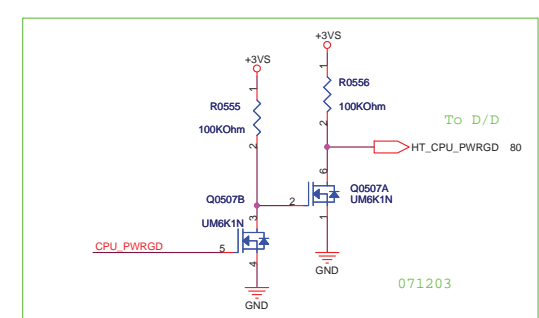 +3VS
+3VS
1
R0556
1
R0555
100KOhm
100KOhm
2
To D/D
2
HT_CPU_PWRGD 80
6
Q0507A
Q0507B
2
UM6K1N
3
1
UM6K1N
CPU_PWRGD
5
4
GND
071203
GND